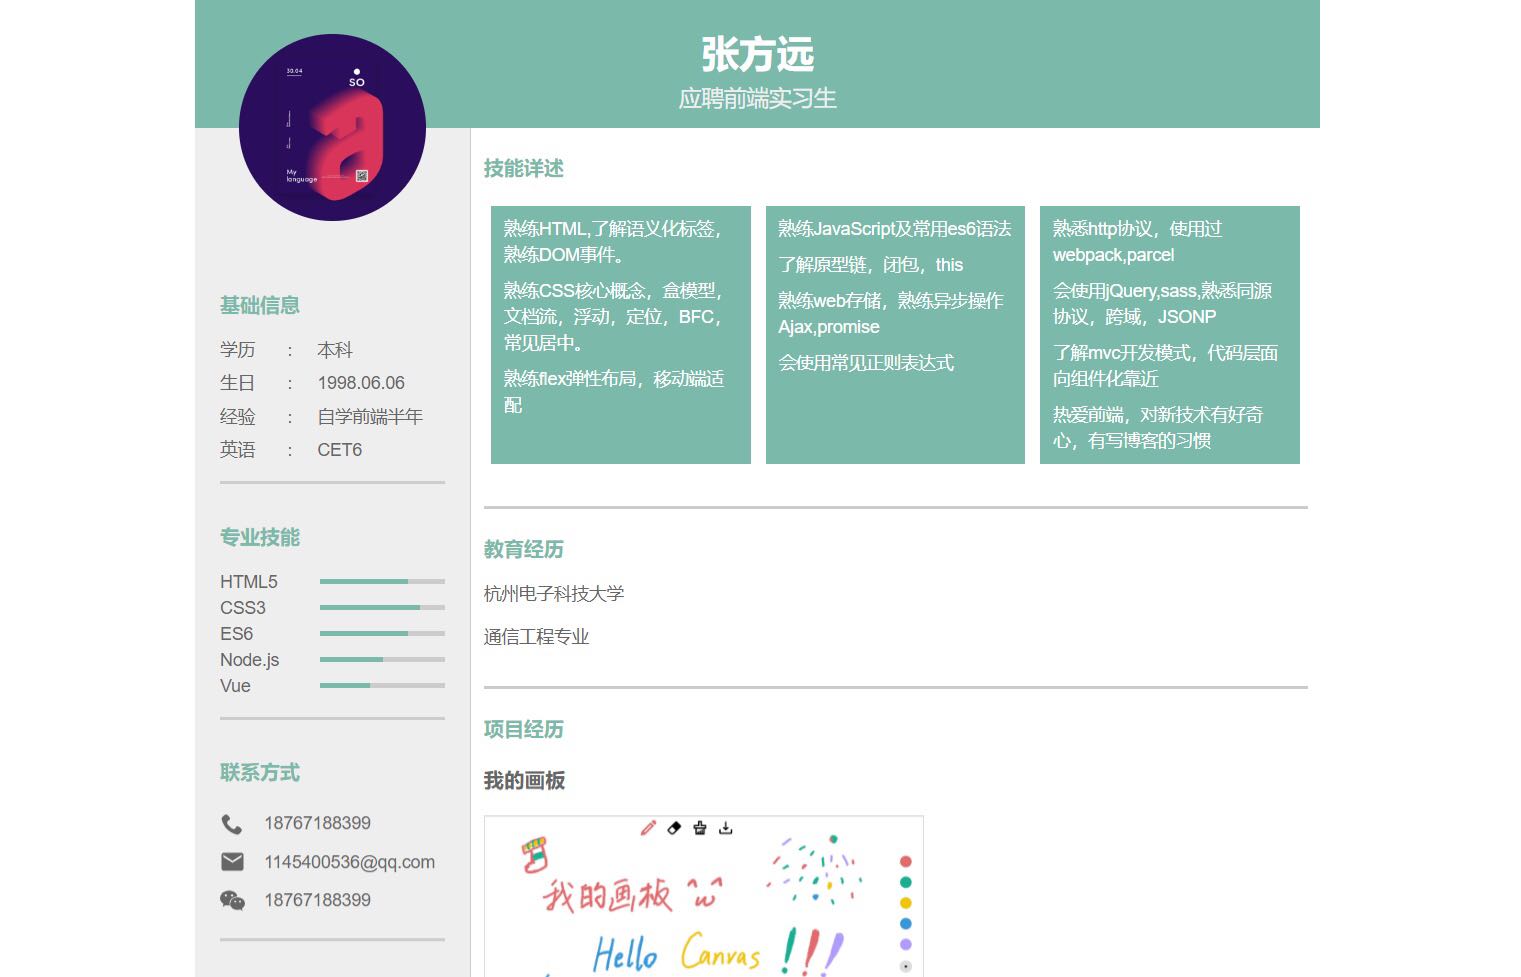 张方远
应聘前端实习生
30.04
SO
My
language
基础信息
学历 : 本科
生日 : 1998.06.06
经验 : 自学前端半年
英语 : CET6
专业技能
HTML5
CSS3
ES6
Node.js
Vue
联系方式
18767188399
1145400536@qq.com
18767188399
技能详述
熟练HTML,了解语义化标签，
熟练DOM事件。
熟练CSS核心概念，盒模型，
文档流，浮动，定位，BFC，
常见居中。
熟练flex弹性布局，移动端适
配
熟练JavaScript及常用es6语法
了解原型链，闭包，this
熟练web存储，熟练异步操作
Ajax,promise
会使用常见正则表达式
熟悉http协议，使用过
webpack,parcel
会使用jQuery,sass,熟悉同源
协议，跨域，JSONP
了解mvc开发模式，代码层面
向组件化靠近
热爱前端，对新技术有好奇
心，有写博客的习惯
教育经历
杭州电子科技大学
通信工程专业
项目经历
我的画板
我的画板 ^w^
Hello Canvas !!!